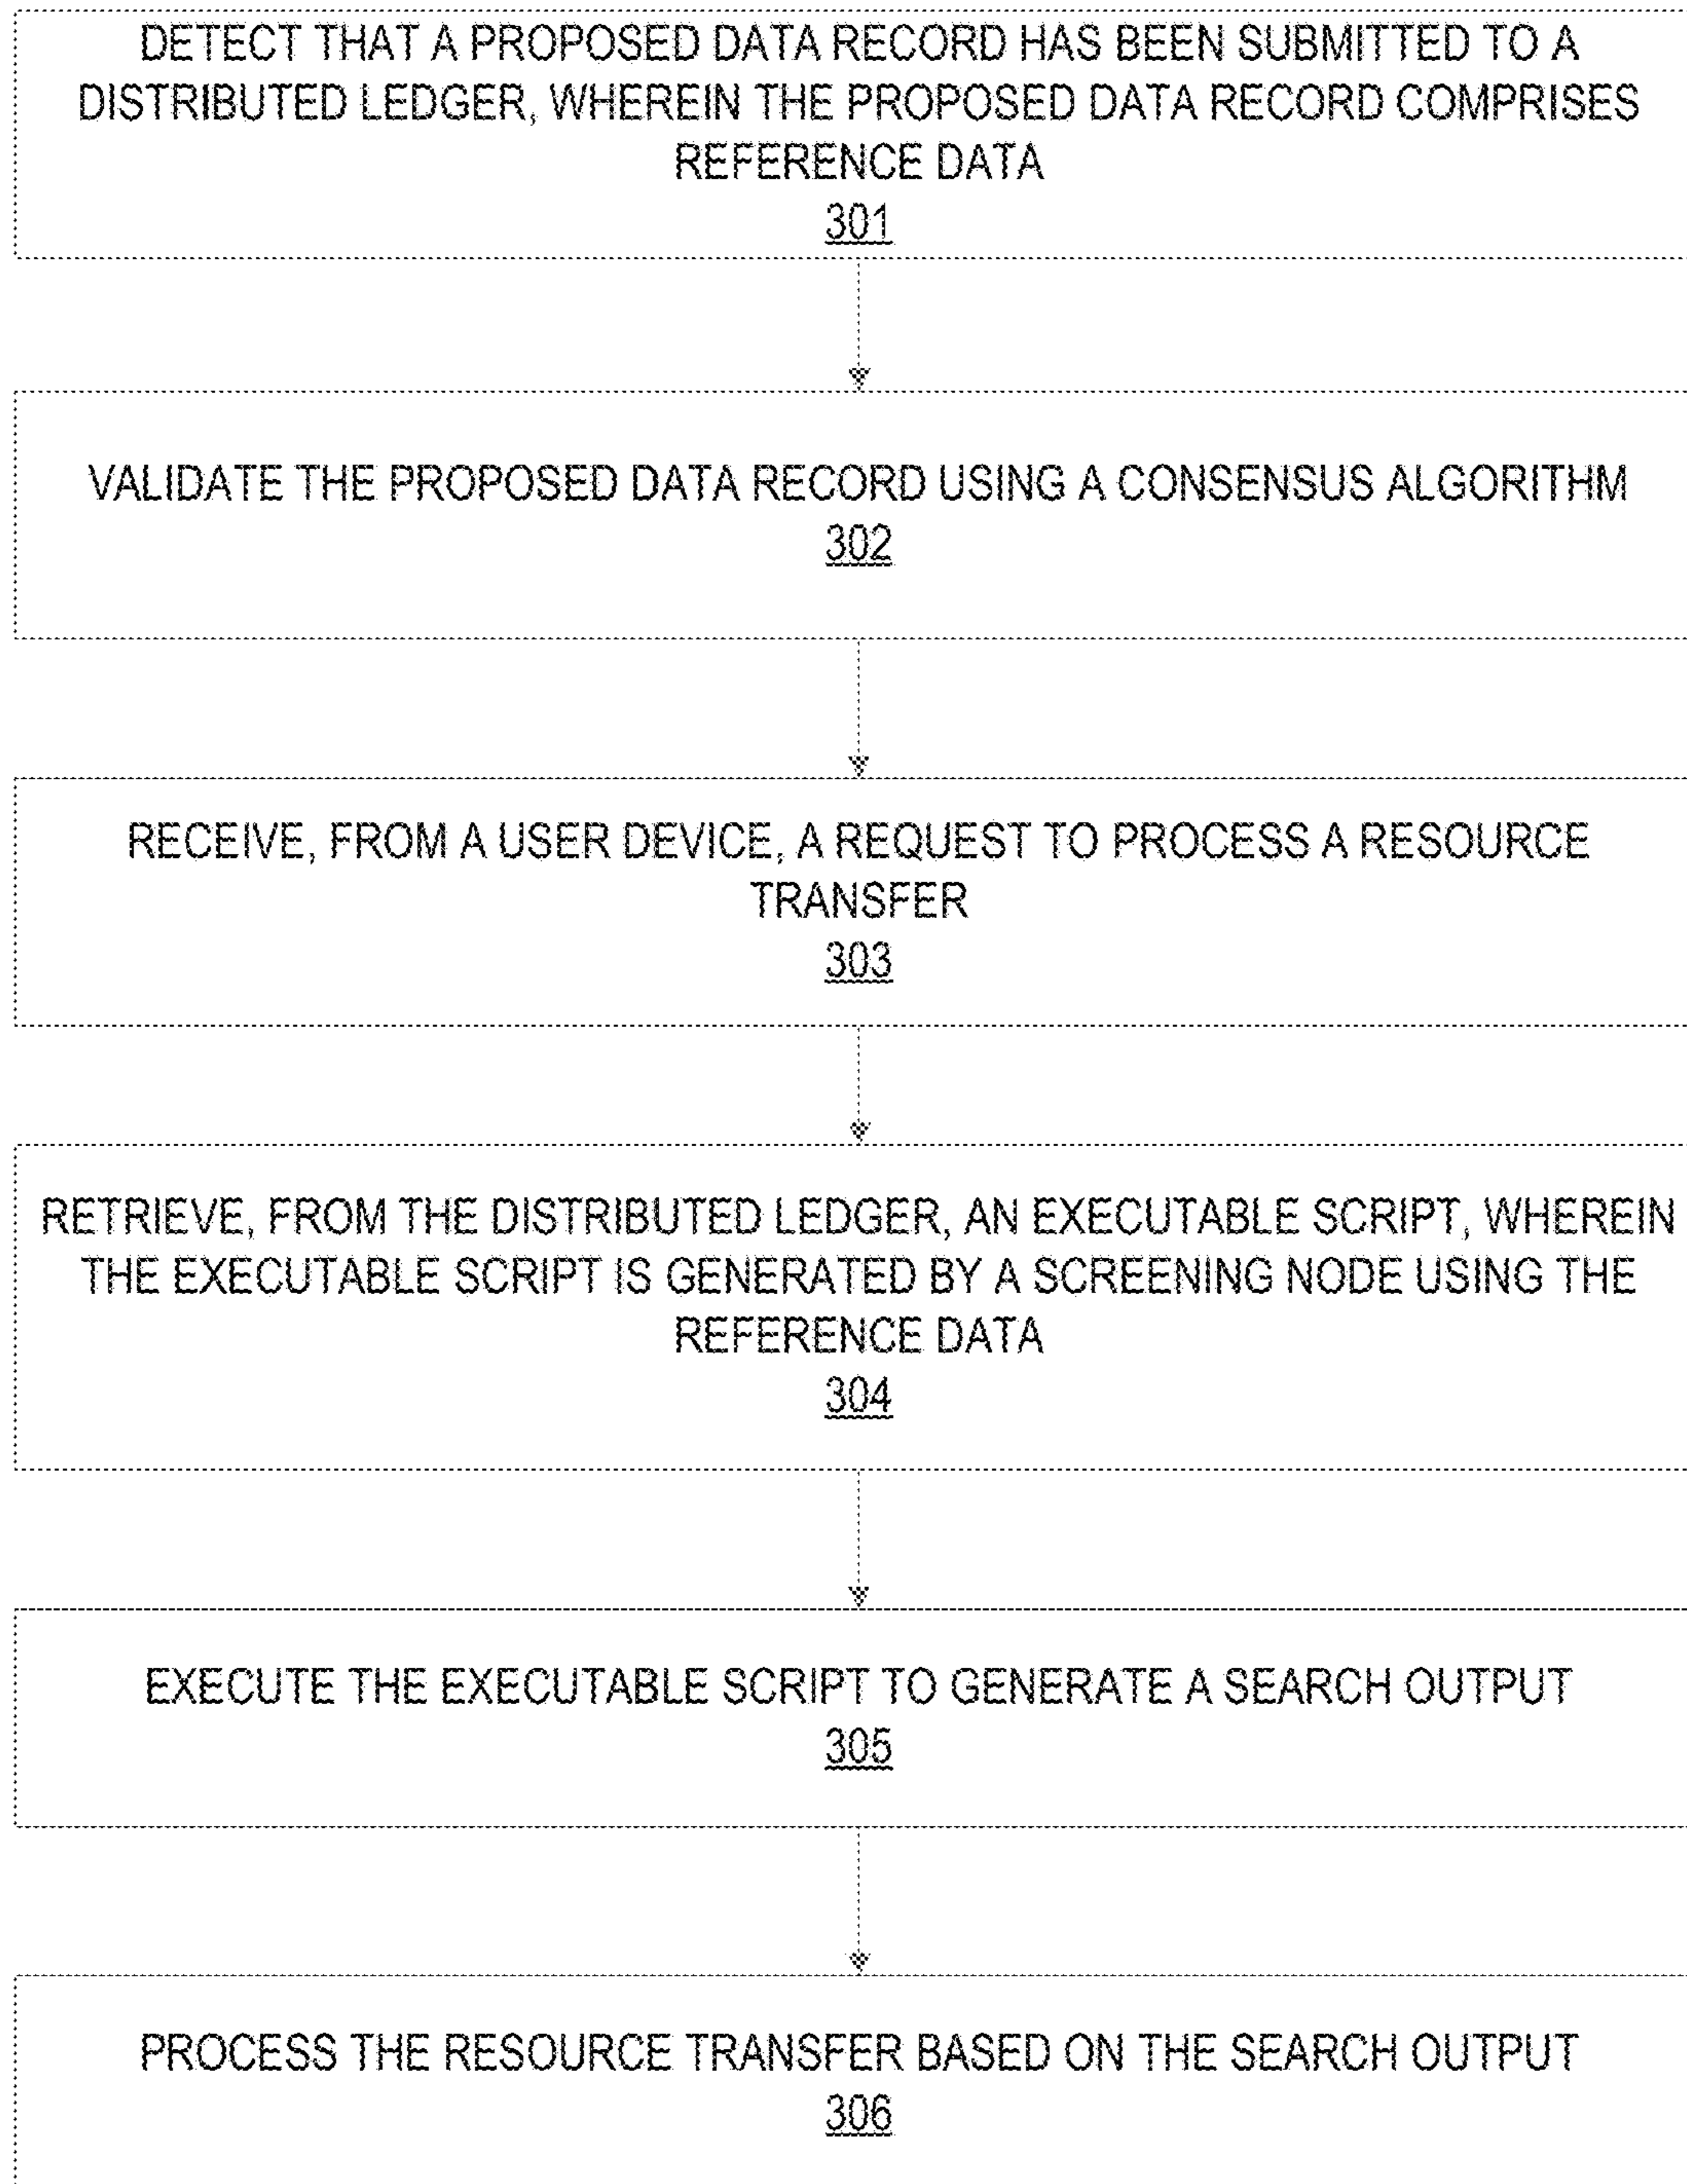 DETECT THAT A PROPOSED DATA RECORD HAS BEEN SUBMITTED TO A
DISTRIBUTED LEDGER, WHEREIN THE PROPOSED DATA RECORD COMPRISES
REFERENCE DATA
301
VALIDATE THE PROPOSED DATA RECORD USING A CONSENSUS ALGORITHM
302
RECEIVE, FROM A USER DEVICE, A REQUEST TO PROCESS A RESOURCE
TRANSFER
303
RETRIEVE, FROM THE DISTRIBUTED LEDGER, AN EXECUTABLE SCRIPT, WHEREIN
THE EXECUTABLE SCRIPT IS GENERATED BY A SCREENING NODE USING THE
REFERENCE DATA
304
EXECUTE THE EXECUTABLE SCRIPT TO GENERATE A SEARCH OUTPUT
305
PROCESS THE RESOURCE TRANSFER BASED ON THE SEARCH OUTPUT
306